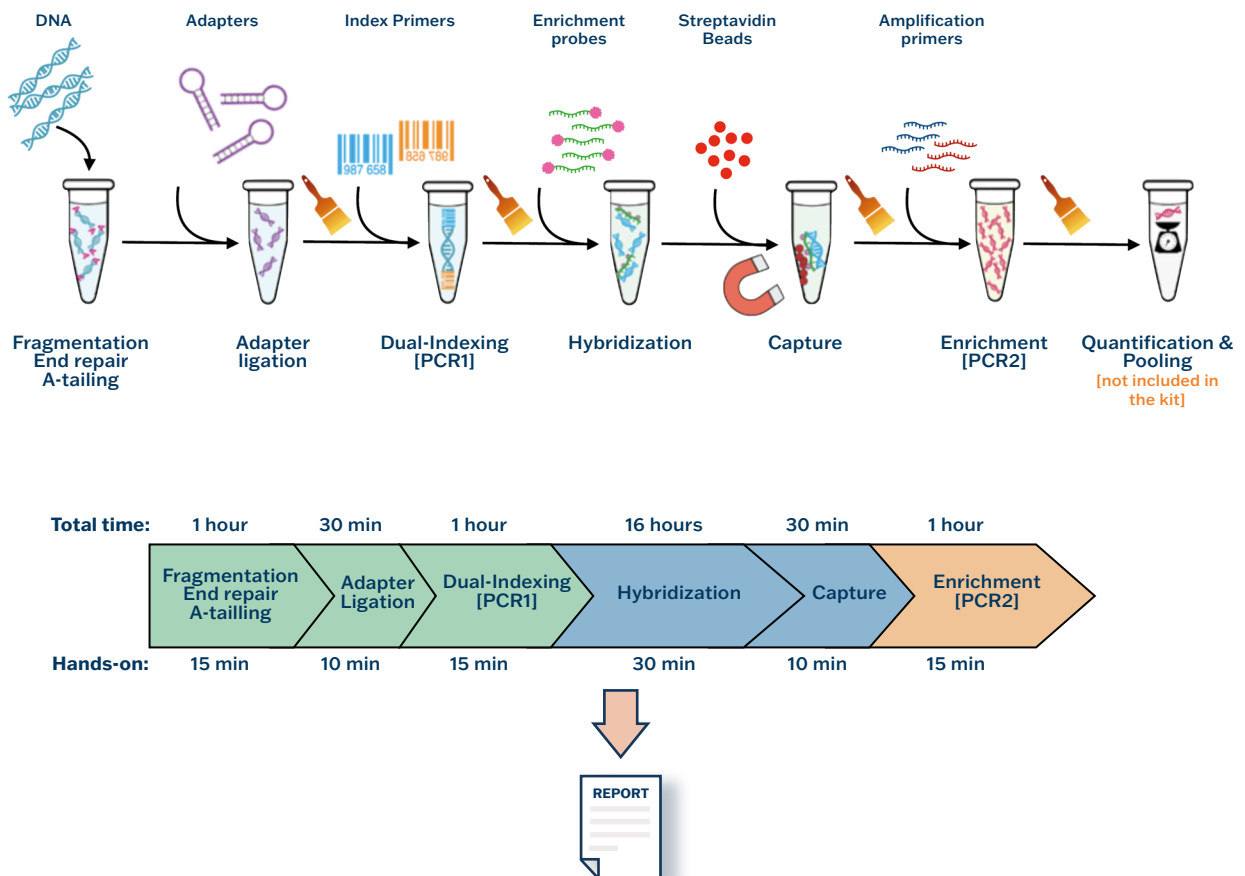 DNA
Adapters
Index Primers
Enrichment
probes
Streptavidin
Beads
Amplification
primers
987 658
987 658
Fragmentation
End repair
A-tailing
Adapter
ligation
Dual-Indexing
[PCR1]
Hybridization
Capture
Enrichment
[PCR2]
Quantification &
Pooling
[not included in
the kit]
Total time:
1 hour
30 min
1 hour
16 hours
30 min
1 hour
Fragmentation
End repair
A-tailling
Adapter
Ligation
Dual-Indexing
[PCR1]
Hybridization
Capture
Enrichment
[PCR2]
Hands-on:
15 min
10 min
15 min
30 min
10 min
15 min
REPORT